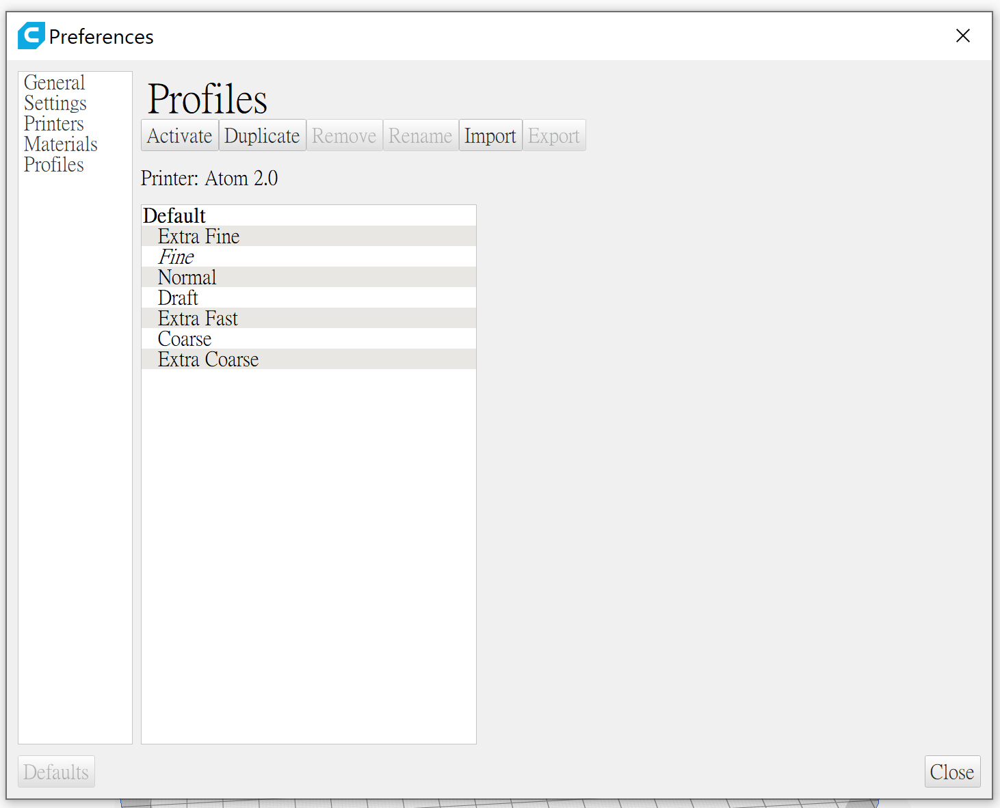 Preferences
General
Settings
Printers
Materials
Profiles
Profiles
Activate Duplicate Remove Rename Import Export
Printer: Atom 2.0
Default
Extra Fine
Fine
Normal
Draft
Extra Fast
Coarse
Extra Coarse
Defaults
Close